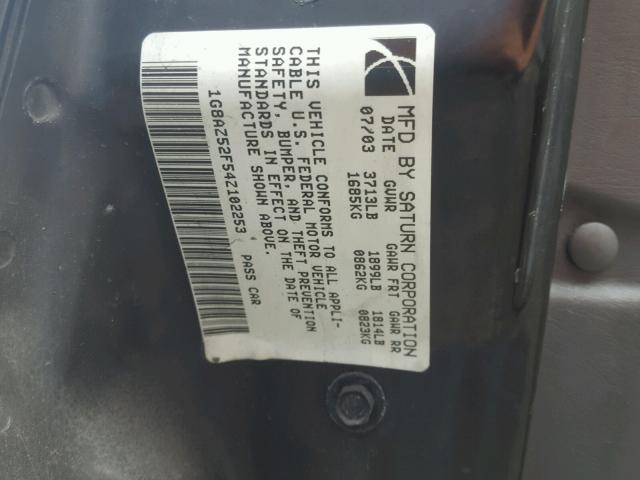 MFD BY SATURN CORPORATION
DATE GVWR GAWR FRT GAWR RR
07/03 3713LB 1899LB 1814LB
1685KG 0862KG 0823KG
THIS VEHICLE CONFORMS TO ALL APPLI-
CABLE U.S. FEDERAL MOTOR VEHICLE
SAFETY, BUMPER, AND THEFT PREVENTION
STANDARDS IN EFFECT ON THE DATE OF
MANUFACTURE SHOWN ABOVE.
1G8AZ52F54Z102253 PASS CAR